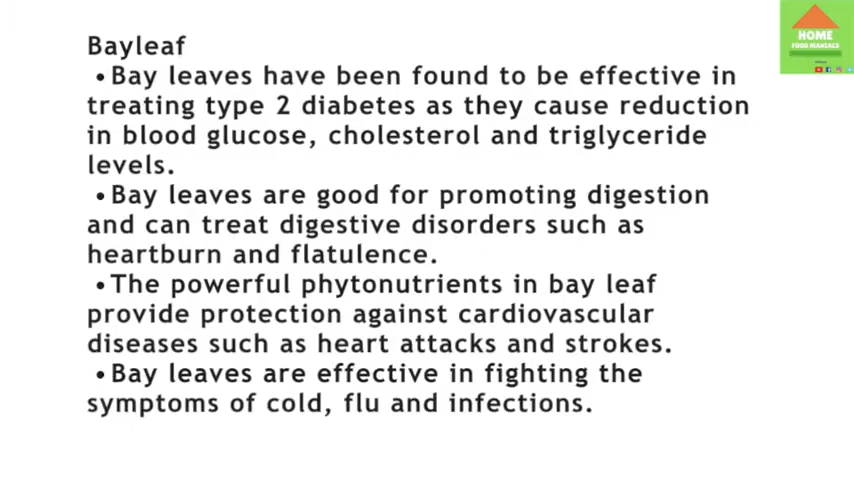 Bayleaf
•Bay leaves have been found to be effective in
treating type 2 diabetes as they cause reduction
in blood glucose, cholesterol and triglyceride
levels.
•Bay leaves are good for promoting digestion
and can treat digestive disorders such as
heartburn and flatulence.
•The powerful phytonutrients in bay leaf
provide protection against cardiovascular
diseases such as heart attacks and strokes.
•Bay leaves are effective in fighting the
symptoms of cold, flu and infections.
HOME
FOOD MANIACS